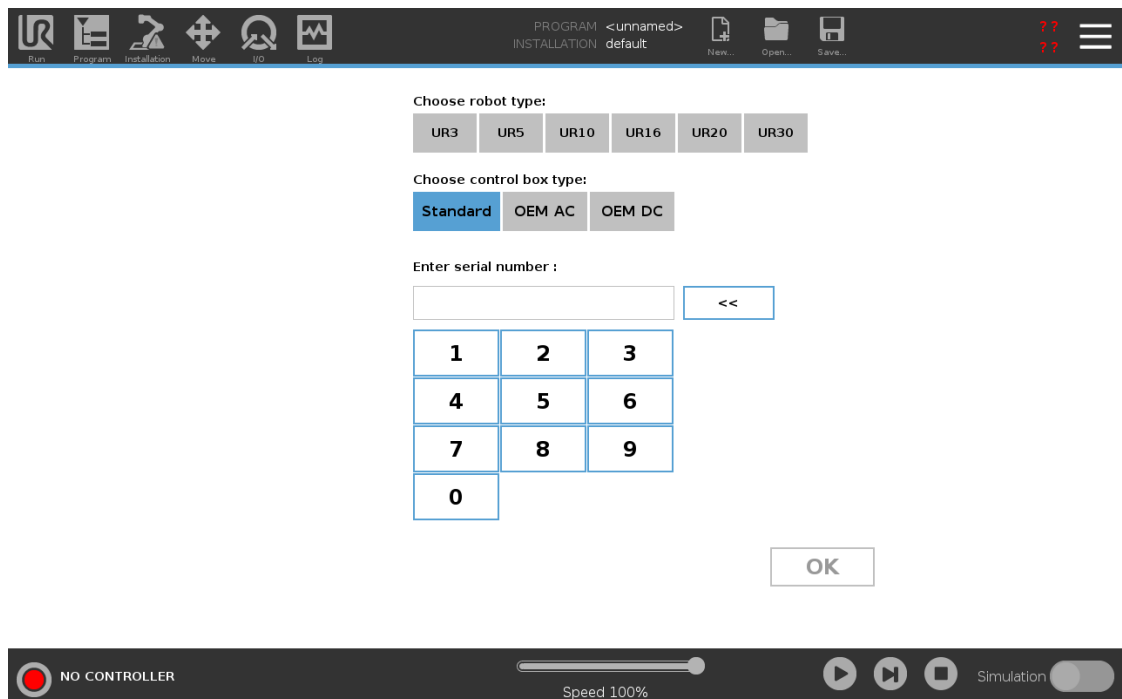 PROGRAM <unnamed>
INSTALLATION default
Run Program Installation Move I/O Log New... Open... Save...
? ?
? ?
Choose robot type:
UR3 UR5 UR10 UR16 UR20 UR30
Choose control box type:
Standard OEM AC OEM DC
Enter serial number :
<<
1 2 3
4 5 6
7 8 9
0
OK
NO CONTROLLER
Speed 100%
Simulation